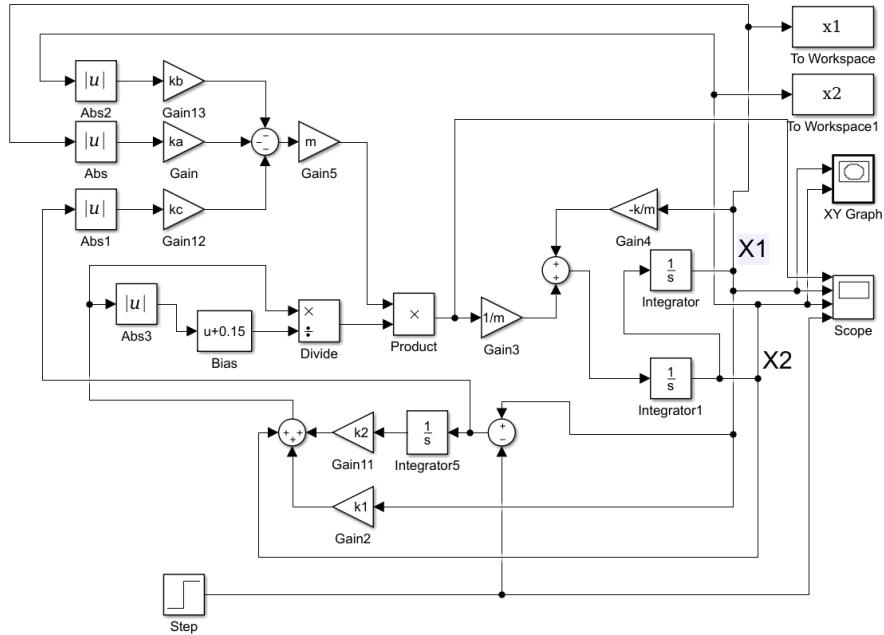 x1
To Workspace
|u|
kb
x2
Abs2
Gain13
To Workspace1
|u|
ka
−
−
−
m
Abs
Gain
Gain5
|u|
kc
-k/m
XY Graph
Abs1
Gain12
Gain4
X1
+
+
1
s
Integrator
|u|
Abs3
u+0.15
Bias
×
÷
Divide
×
Product
1/m
Gain3
Scope
X2
1
s
Integrator1
+
+
+
k2
Gain11
1
s
Integrator5
+
−
k1
Gain2
Step